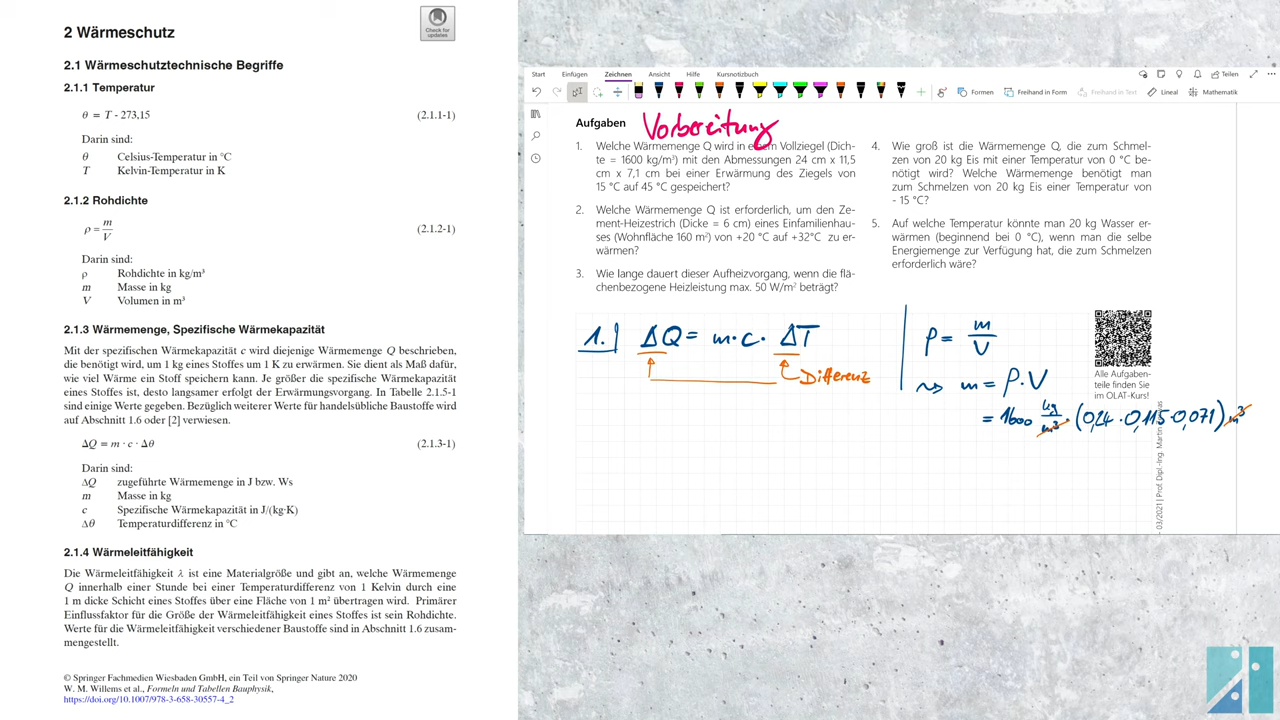 2 Wärmeschutz
Check for
updates
2.1 Wärmeschutztechnische Begriffe
2.1.1 Temperatur
θ = T - 273,15 (2.1.1-1)
Darin sind:
θ Celsius-Temperatur in °C
T Kelvin-Temperatur in K
2.1.2 Rohdichte
ρ = m/V (2.1.2-1)
Darin sind:
ρ Rohdichte in kg/m³
m Masse in kg
V Volumen in m³
2.1.3 Wärmemenge, Spezifische Wärmekapazität
Mit der spezifischen Wärmekapazität c wird diejenige Wärmemenge Q beschrieben,
die benötigt wird, um 1 kg eines Stoffes um 1 K zu erwärmen. Sie dient als Maß dafür,
wie viel Wärme ein Stoff speichern kann. Je größer die spezifische Wärmekapazität
eines Stoffes ist, desto langsamer erfolgt der Erwärmungsvorgang. In Tabelle 2.1.5-1
sind einige Werte gegeben. Bezüglich weiterer Werte für handelsübliche Baustoffe wird
auf Abschnitt 1.6 oder [2] verwiesen.
ΔQ = m · c · Δθ (2.1.3-1)
Darin sind:
ΔQ zugeführte Wärmemenge in J bzw. Ws
m Masse in kg
c Spezifische Wärmekapazität in J/(kg·K)
Δθ Temperaturdifferenz in °C
2.1.4 Wärmeleitfähigkeit
Die Wärmeleitfähigkeit λ ist eine Materialgröße und gibt an, welche Wärmemenge
Q innerhalb einer Stunde bei einer Temperaturdifferenz von 1 Kelvin durch eine
1 m dicke Schicht eines Stoffes über eine Fläche von 1 m² übertragen wird. Primärer
Einflussfaktor für die Größe der Wärmeleitfähigkeit eines Stoffes ist sein Rohdichte.
Werte für die Wärmeleitfähigkeit verschiedener Baustoffe sind in Abschnitt 1.6 zusam-
mengestellt.
© Springer Fachmedien Wiesbaden GmbH, ein Teil von Springer Nature 2020
W. M. Willems et al., Formeln und Tabellen Bauphysik,
https://doi.org/10.1007/978-3-658-30557-4_2
Start Einfügen Zeichnen Ansicht Hilfe Kursnotizbuch Teilen
Formen Freihand in Form Freihand in Text Lineal Mathematik
Aufgaben Vorbereitung
1. Welche Wärmemenge Q wird in einem Vollziegel (Dich-
te = 1600 kg/m³) mit den Abmessungen 24 cm x 11,5
cm x 7,1 cm bei einer Erwärmung des Ziegels von
15 °C auf 45 °C gespeichert?
2. Welche Wärmemenge Q ist erforderlich, um den Ze-
ment-Heizestrich (Dicke = 6 cm) eines Einfamilienhau-
ses (Wohnfläche 160 m²) von +20 °C auf +32°C zu er-
wärmen?
3. Wie lange dauert dieser Aufheizvorgang, wenn die flä-
chenbezogene Heizleistung max. 50 W/m² beträgt?
4. Wie groß ist die Wärmemenge Q, die zum Schmel-
zen von 20 kg Eis mit einer Temperatur von 0 °C be-
nötigt wird? Welche Wärmemenge benötigt man
zum Schmelzen von 20 kg Eis einer Temperatur von
- 15 °C?
5. Auf welche Temperatur könnte man 20 kg Wasser er-
wärmen (beginnend bei 0 °C), wenn man die selbe
Energiemenge zur Verfügung hat, die zum Schmelzen
erforderlich wäre?
1.) ΔQ = m · c · ΔT
Differenz
ρ = m/V
⇝ m = ρ · V
= 1600 kg/m³ · (0,24 · 0,115 · 0,071) m³
Alle Aufgaben-
teile finden Sie
im OLAT-Kurs!
- 03/2021 | Prof. Dipl.-Ing. Martin